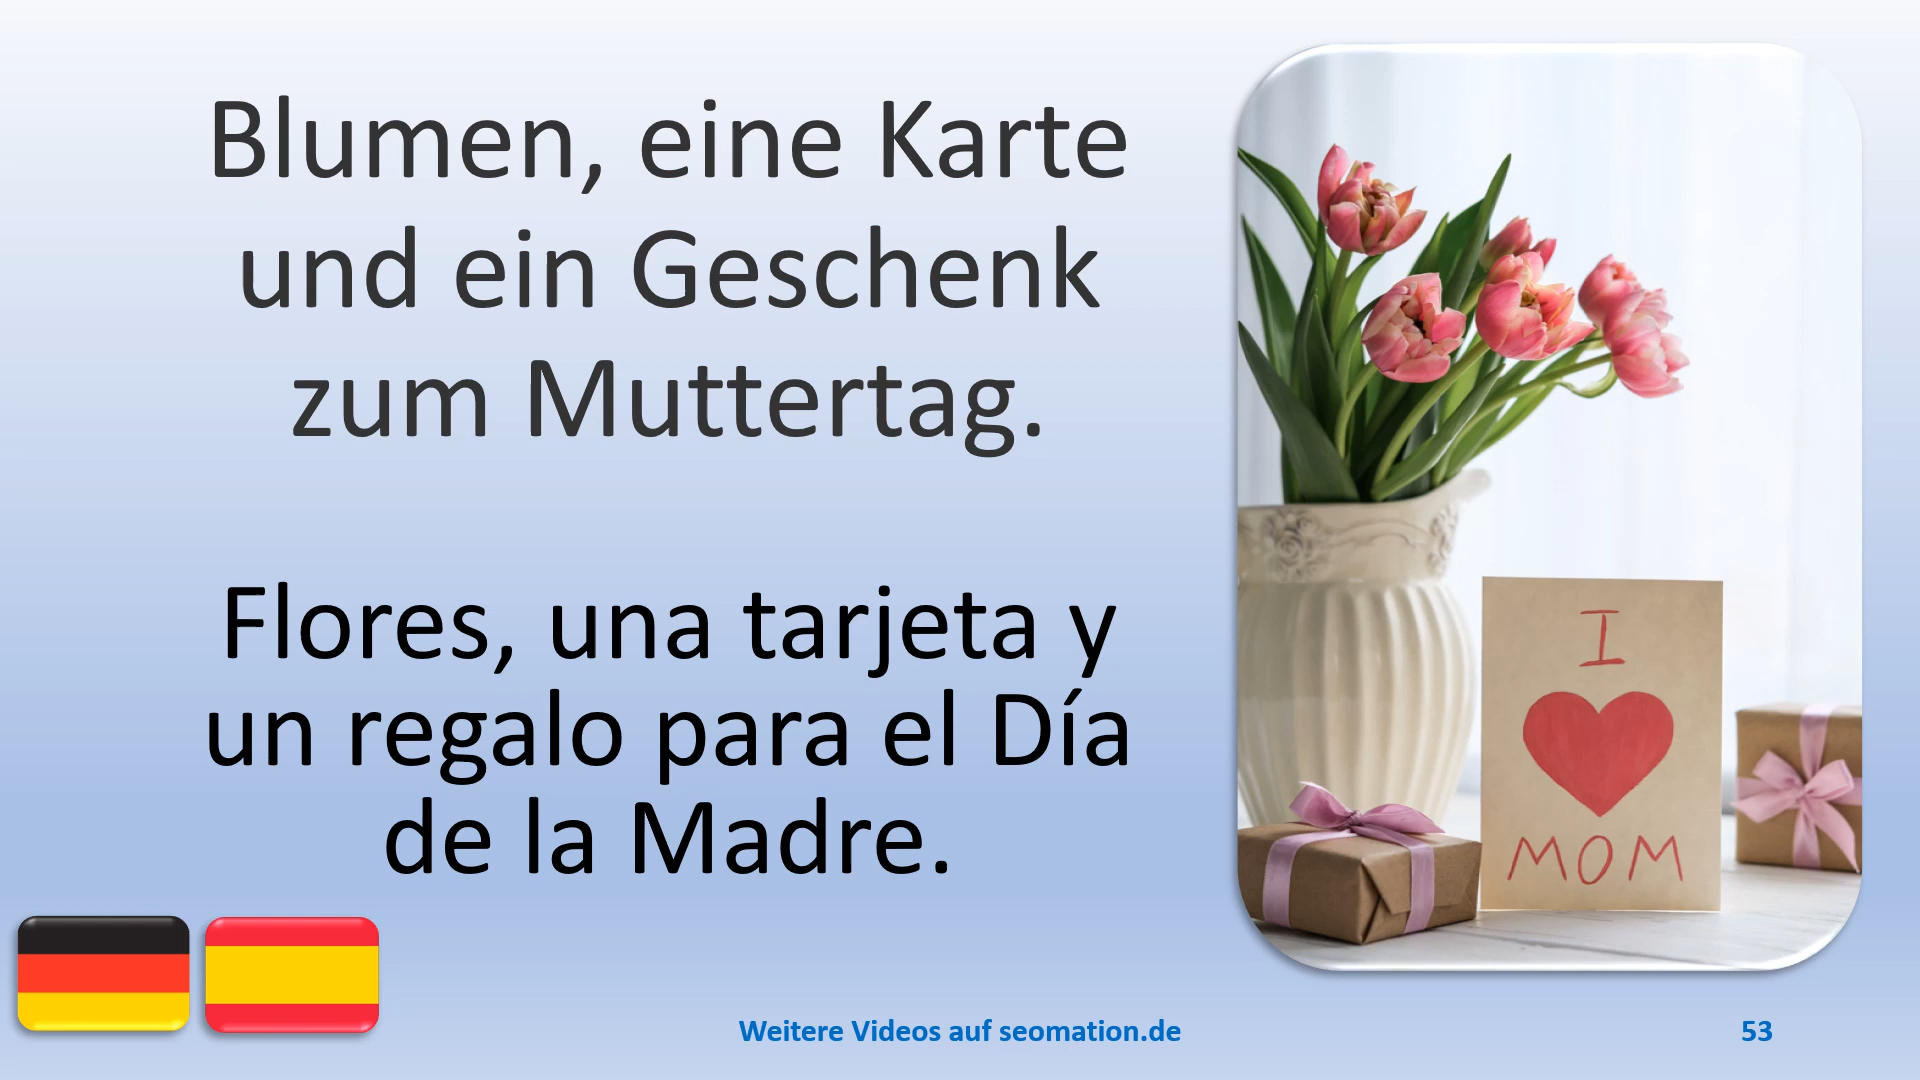 Blumen, eine Karte
und ein Geschenk
zum Muttertag.
Flores, una tarjeta y
un regalo para el Día
de la Madre.
I
MOM
Weitere Videos auf seomation.de
53